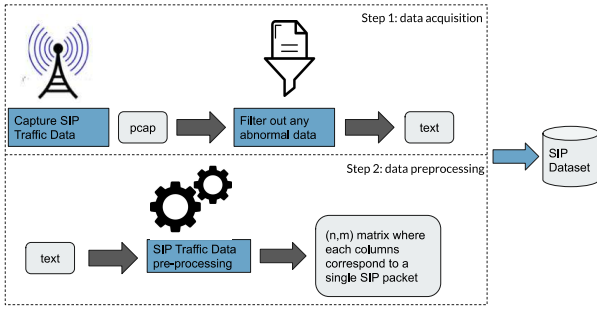 Step 1: data acquisition
Capture SIP
Traffic Data
pcap
Filter out any
abnormal data
text
SIP
Dataset
Step 2: data preprocessing
text
SIP Traffic Data
pre-processing
(n,m) matrix where
each columns
correspond to a
single SIP packet